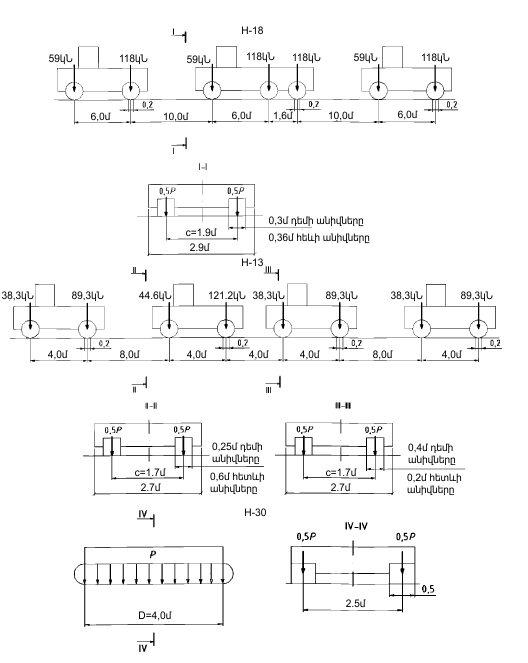 I
H-18
59կՆ 118կՆ 59կՆ 118կՆ 118կՆ 59կՆ 118կՆ
0,2 0,2 0,2
6,0մ 10,0մ 6,0մ 1,6մ 10,0մ 6,0մ
I
I-I
0,5P 0,5P
0,3մ դեմի անիվները
c=1.9մ
0,36մ հեևի անիվները
2.9մ
H-13
II III
38,3կՆ 89,3կՆ 44.6կՆ 121.2կՆ 38,3կՆ 89,3կՆ 38,3կՆ 89,3կՆ
0,2 0,2 0,2 0,2
4,0մ 8,0մ 4,0մ 4,0մ 4,0մ 8,0մ 4,0մ
II III
II-II III-III
0,5P 0,5P 0,5P 0,5P
0,25մ դեմի
անիվները
0,4մ դեմի
անիվները
c=1.7մ c=1.7մ
0,6մ հետևի
անիվները
0,2մ հետևի
անիվները
2.7մ 2.7մ
IV
H-30
IV-IV
0,5P 0,5P
P
0,5
D=4,0մ
2.5մ
IV